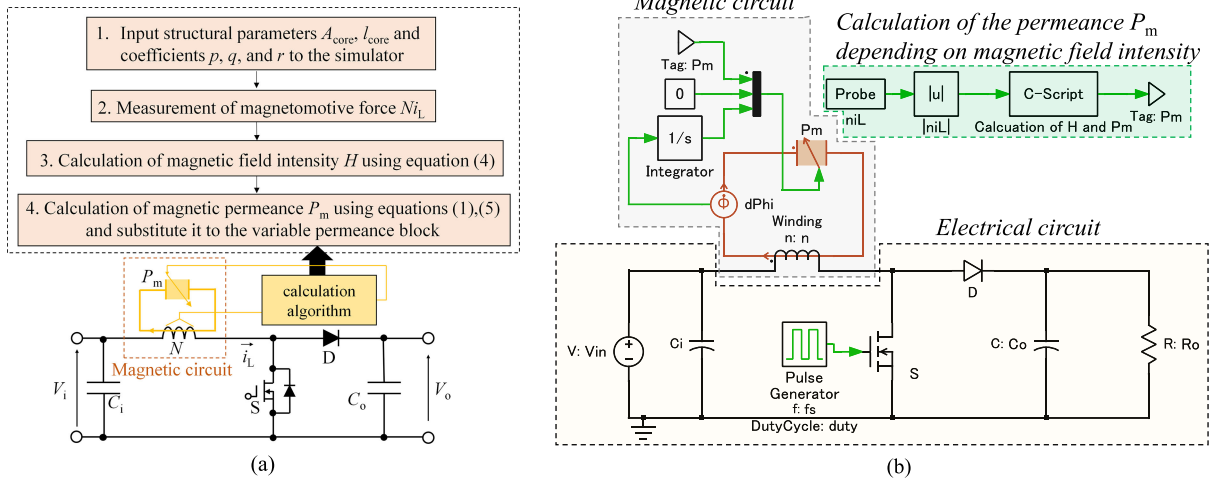 1. Input structural parameters A_core, l_core and
coefficients p, q, and r to the simulator
2. Measurement of magnetomotive force Ni_L
3. Calculation of magnetic field intensity H using equation (4)
4. Calculation of magnetic permeance P_m using equations (1),(5)
and substitute it to the variable permeance block
P_m
calculation
algorithm
N
Magnetic circuit
i_L
D
V_i
C_i
S
C_o
V_o
(a)
Magnetic circuit
Tag: Pm
0
1/s
Integrator
Pm
dPhi
Winding
n: n
Calculation of the permeance P_m
depending on magnetic field intensity
Probe
niL
|u|
|niL|
C-Script
Calcuation of H and Pm
Tag: Pm
Electrical circuit
V: Vin
Ci
Pulse
Generator
f: fs
DutyCycle: duty
S
D
C: Co
R: Ro
(b)